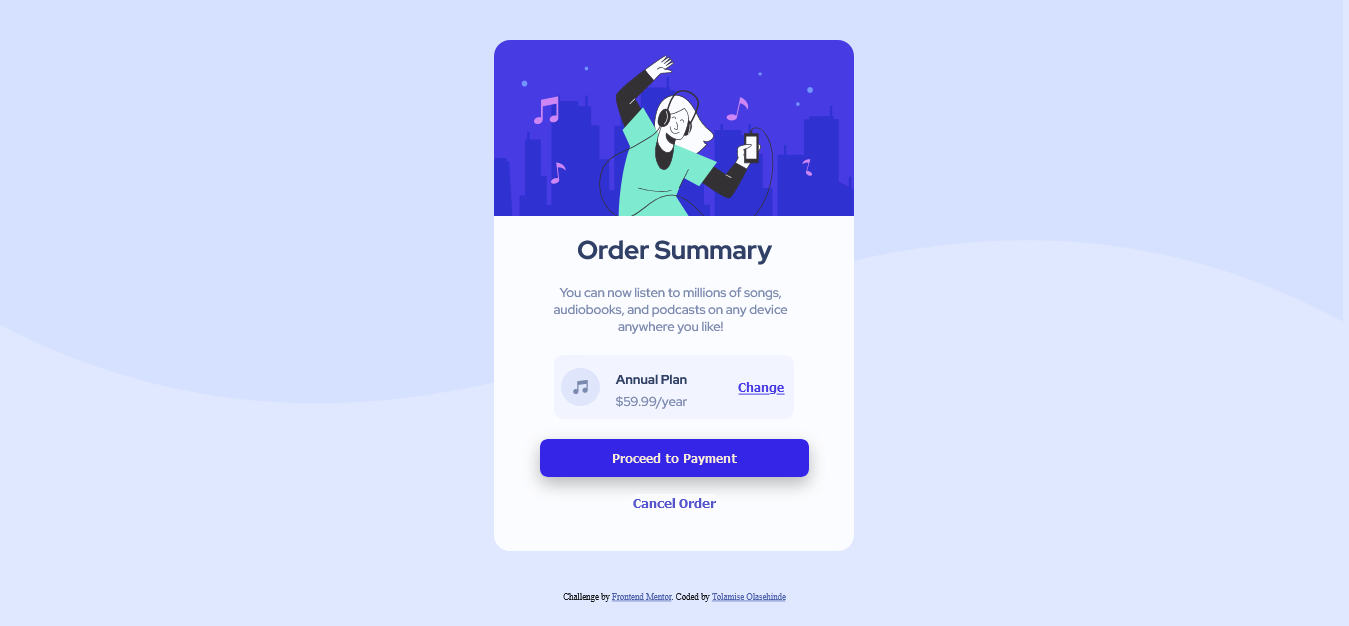 Order Summary
You can now listen to millions of songs,
audiobooks, and podcasts on any device
anywhere you like!
Annual Plan
$59.99/year
Change
Proceed to Payment
Cancel Order
Challenge by Frontend Mentor. Coded by Tolamise Olasehinde